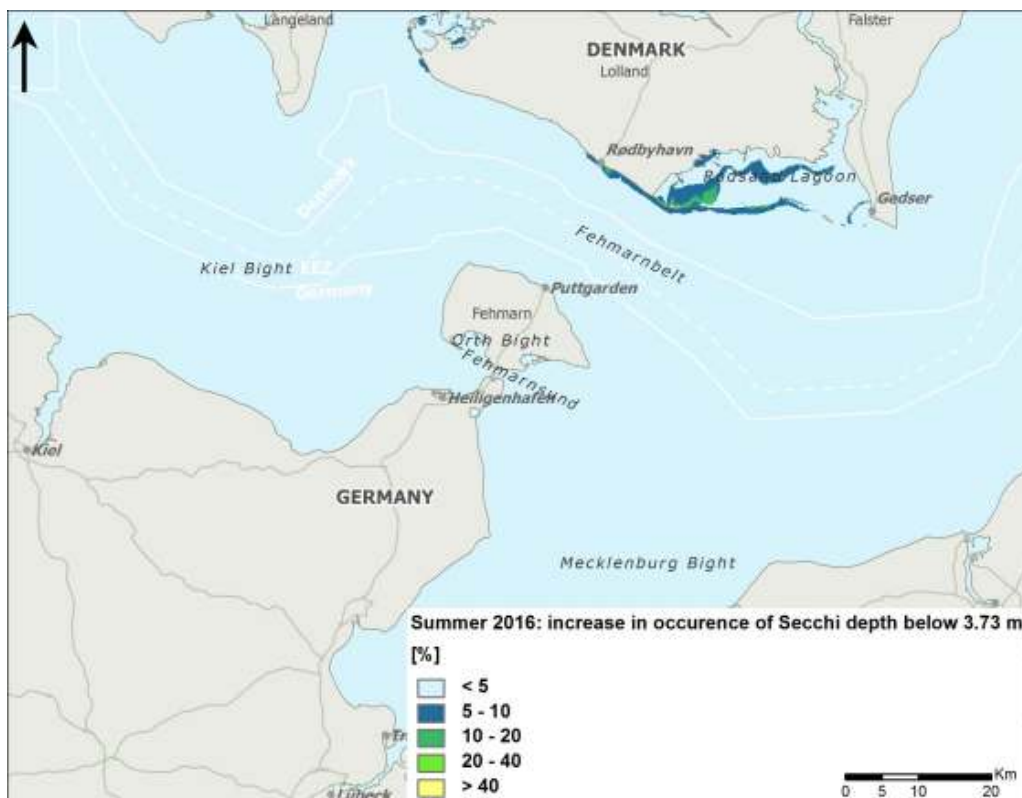 Langeland
Falster
DENMARK
Lolland
Rødbyhavn
Rødsand Lagoon
Gedser
Denmark
Fehmarnbelt
Kiel Bight
EEZ
Germany
Puttgarden
Fehmarn
Orth Bight
Fehmarnsund
Heiligenhafen
Kiel
GERMANY
Mecklenburg Bight
Summer 2016: increase in occurence of Secchi depth below 3.73 m
[%]
< 5
5 - 10
10 - 20
20 - 40
> 40
Km
0 5 10 20
Lübeck